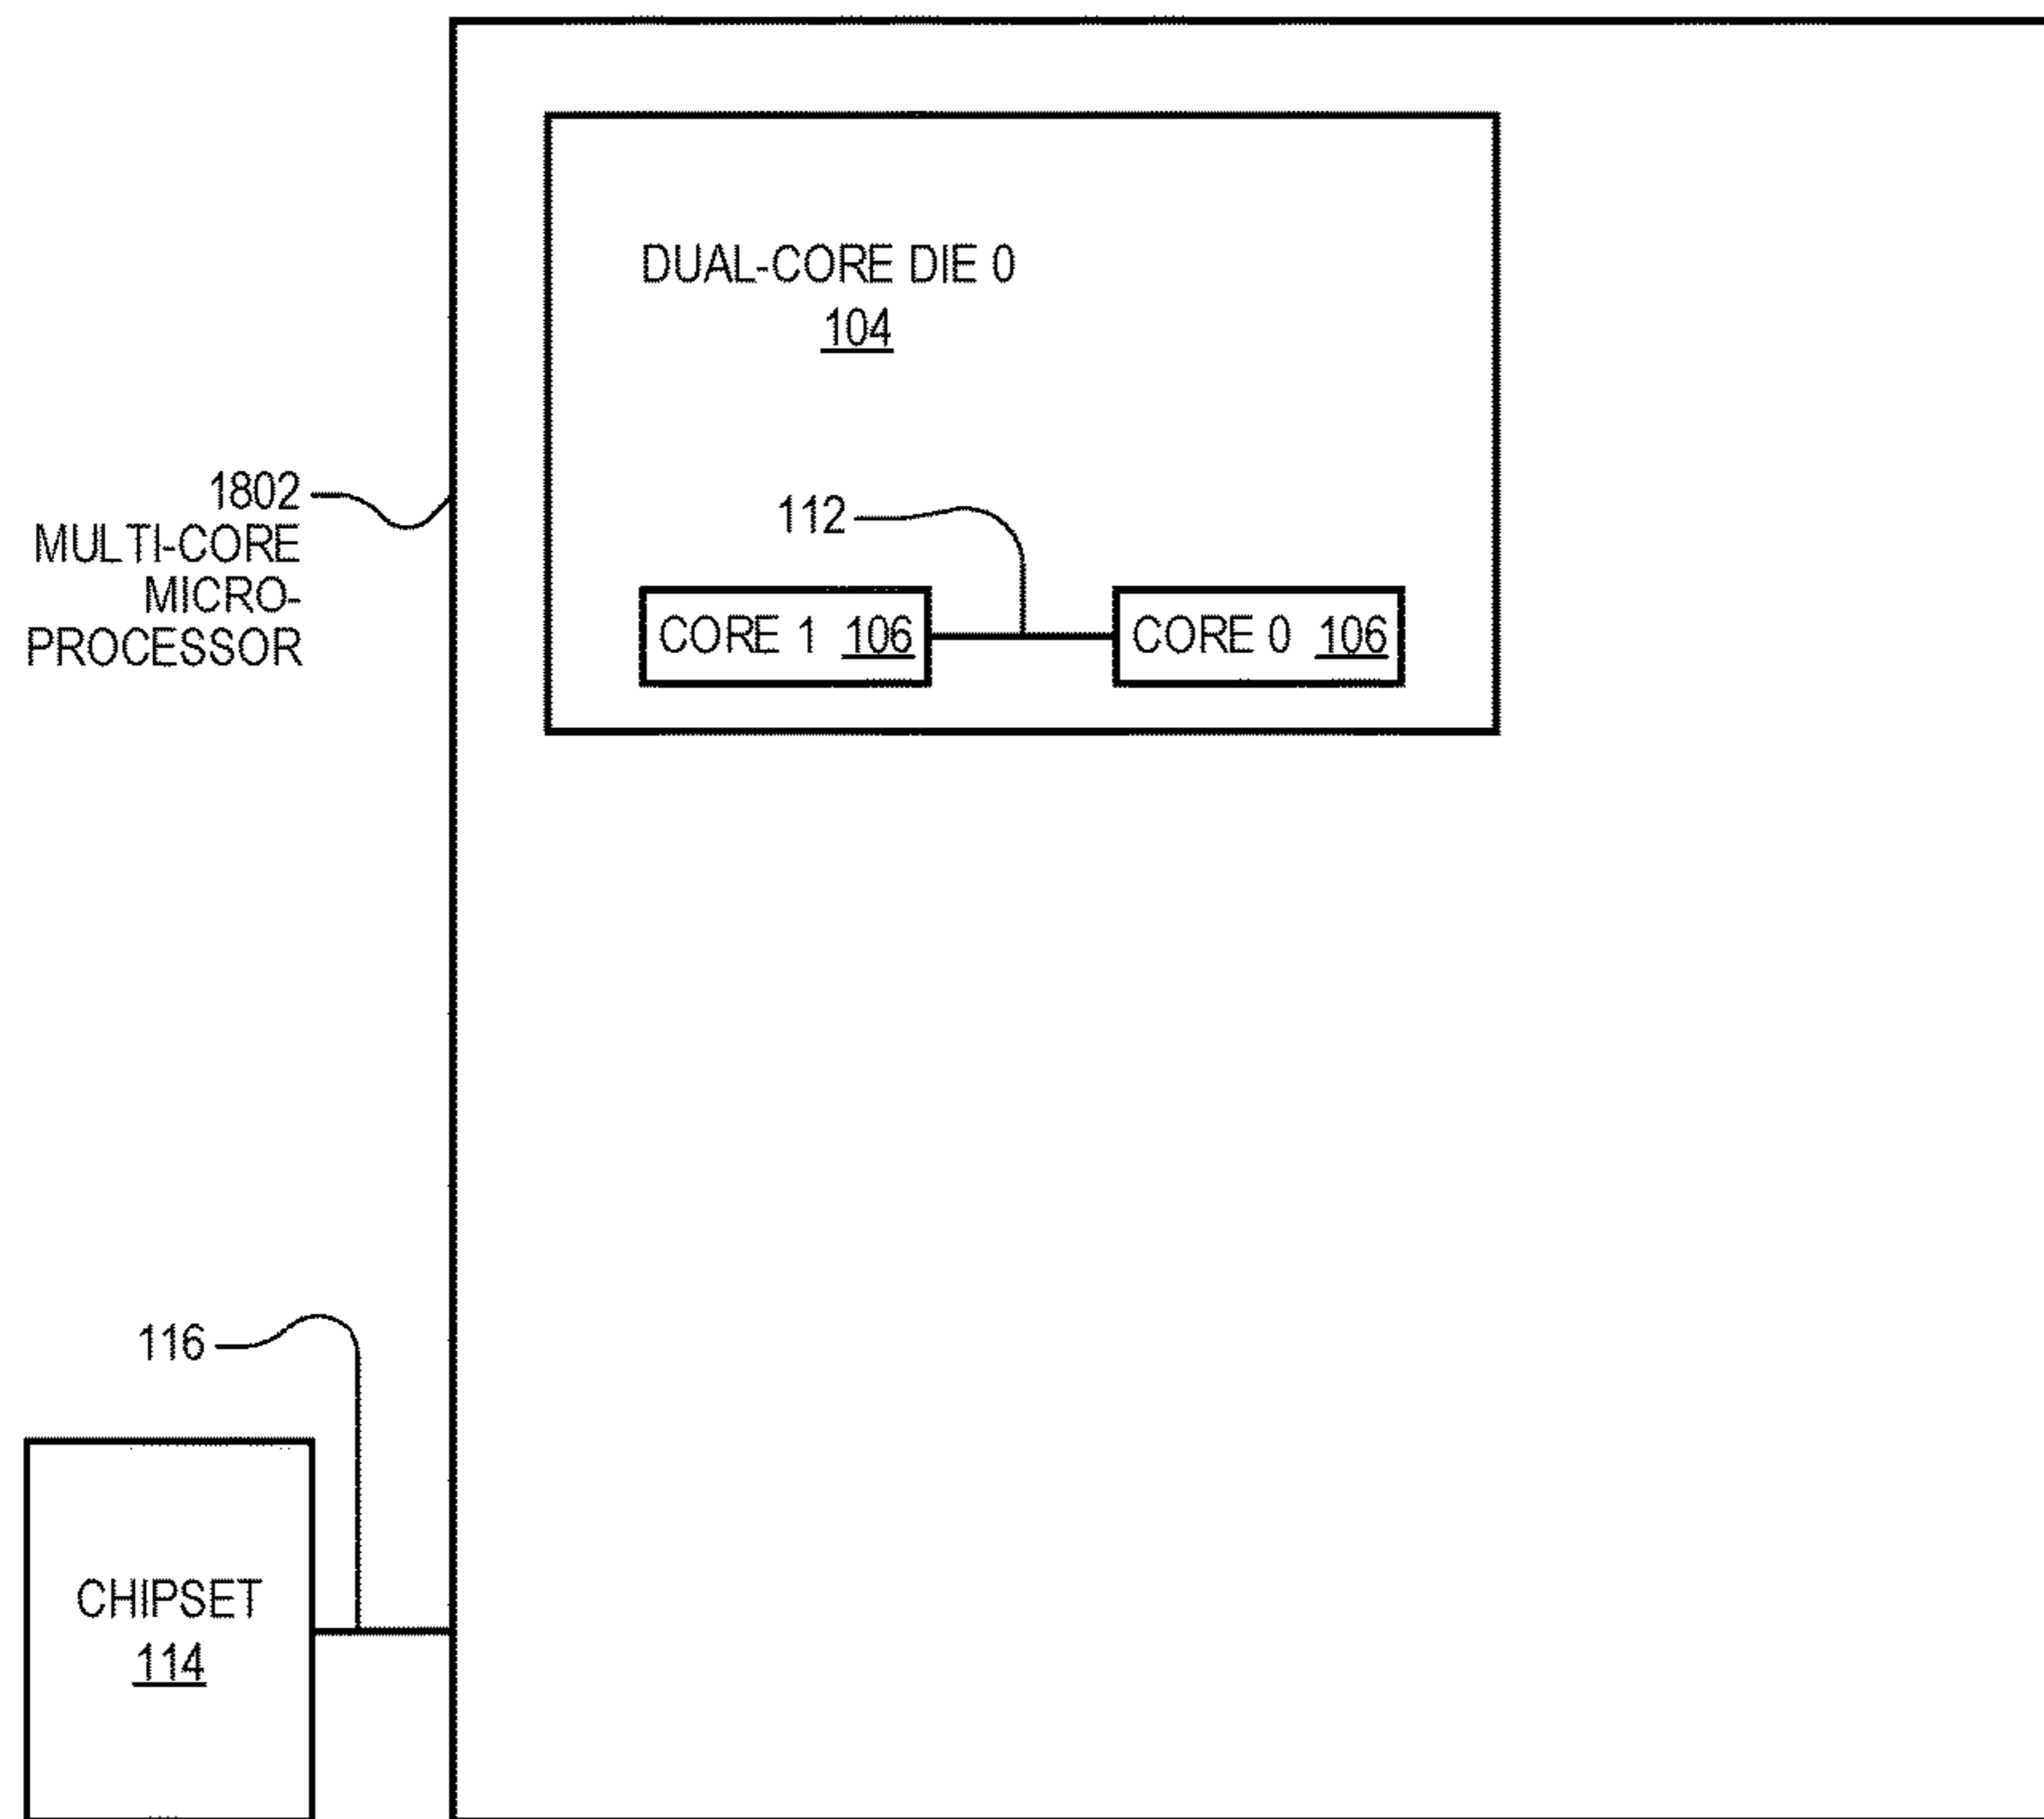 DUAL-CORE DIE 0
104
1802
MULTI-CORE
MICRO-
PROCESSOR
112
CORE 1 106
CORE 0 106
116
CHIPSET
114